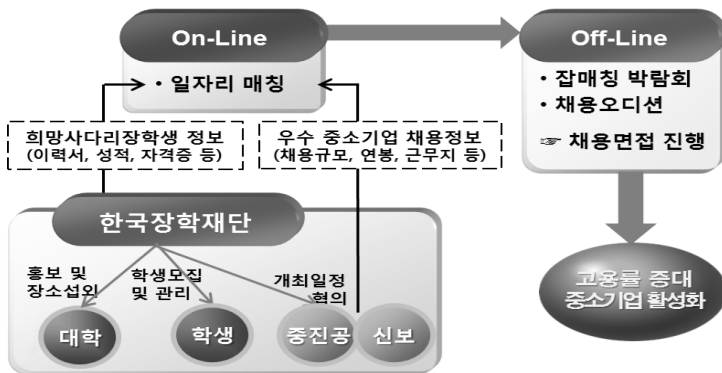 On-Line
• 일자리 매칭
Off-Line
• 잡매칭 박람회
• 채용오디션
☞ 채용면접 진행
희망사다리장학생 정보
(이력서, 성적, 자격증 등)
우수 중소기업 채용정보
(채용규모, 연봉, 근무지 등)
한국장학재단
홍보 및
장소섭외
학생모집
및 관리
개최일정
협의
대학
학생
중진공
신보
고용률 증대
중소기업 활성화